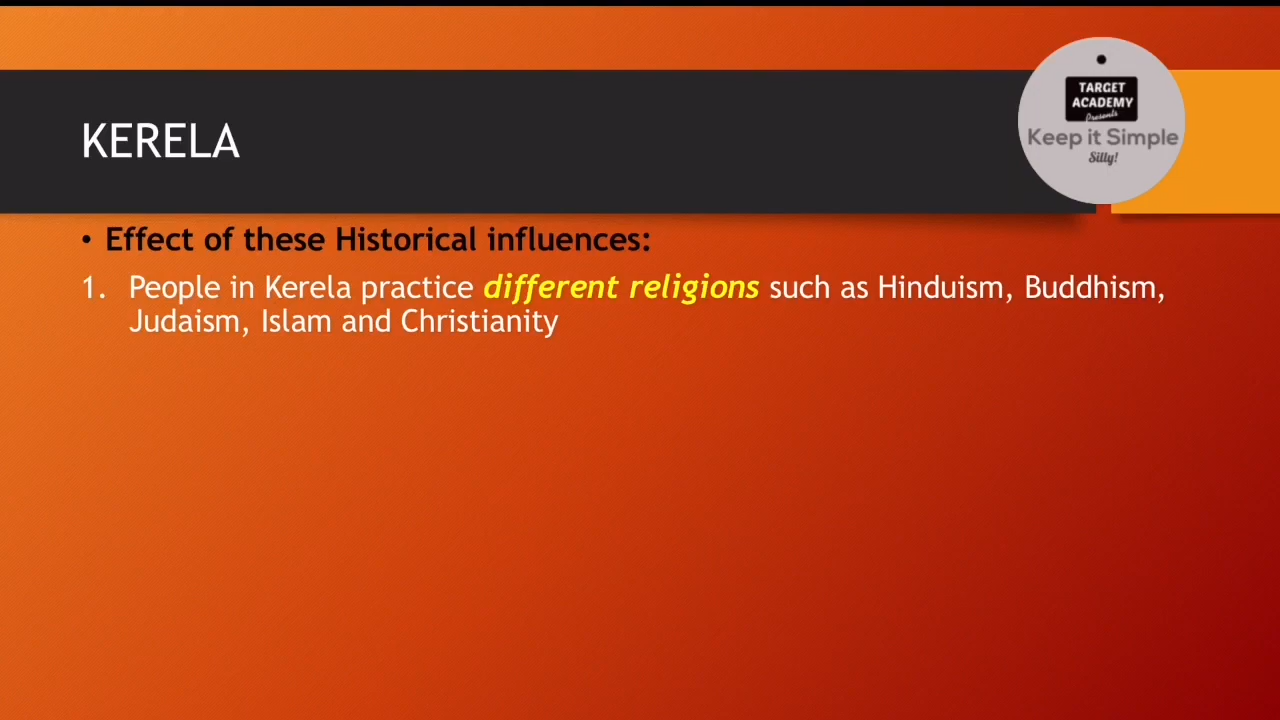 TARGET
ACADEMY
Presents
Keep it Simple
Silly!
KERELA
• Effect of these Historical influences:
1. People in Kerela practice different religions such as Hinduism, Buddhism,
Judaism, Islam and Christianity